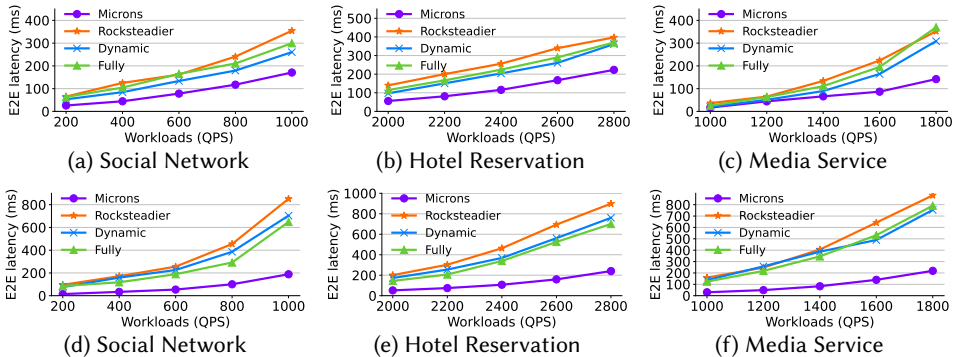 E2E latency (ms)
400
300
200
100
0
Microns
Rocksteadier
Dynamic
Fully
200 400 600 800 1000
Workloads (QPS)
(a) Social Network
E2E latency (ms)
500
400
300
200
100
0
Microns
Rocksteadier
Dynamic
Fully
2000 2200 2400 2600 2800
Workloads (QPS)
(b) Hotel Reservation
E2E latency (ms)
400
300
200
100
0
Microns
Rocksteadier
Dynamic
Fully
1000 1200 1400 1600 1800
Workloads (QPS)
(c) Media Service
E2E latency (ms)
800
600
400
200
0
Microns
Rocksteadier
Dynamic
Fully
200 400 600 800 1000
Workloads (QPS)
(d) Social Network
E2E latency (ms)
1000
800
600
400
200
0
Microns
Rocksteadier
Dynamic
Fully
2000 2200 2400 2600 2800
Workloads (QPS)
(e) Hotel Reservation
E2E latency (ms)
800
700
600
500
400
300
200
100
0
Microns
Rocksteadier
Dynamic
Fully
1000 1200 1400 1600 1800
Workloads (QPS)
(f) Media Service